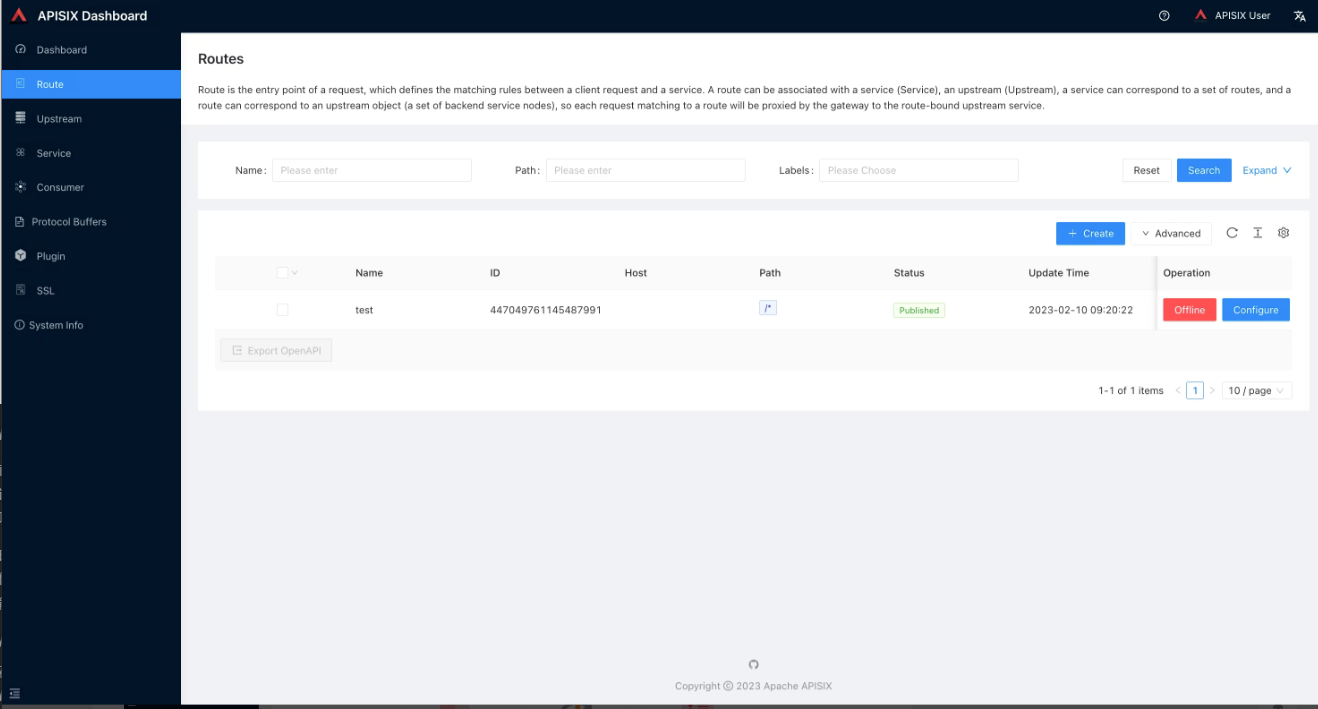 APISIX Dashboard
APISIX User
Dashboard
Route
Upstream
Service
Consumer
Protocol Buffers
Plugin
SSL
System Info
Routes
Route is the entry point of a request, which defines the matching rules between a client request and a service. A route can be associated with a service (Service), an upstream (Upstream), a service can correspond to a set of routes, and a
route can correspond to an upstream object (a set of backend service nodes), so each request matching to a route will be proxied by the gateway to the route-bound upstream service.
Name : Please enter Path : Please enter Labels : Please Choose Reset Search Expand
+ Create Advanced
Name ID Host Path Status Update Time Operation
test 447049761145487991 /* Published 2023-02-10 09:20:22 Offline Configure
Export OpenAPI
1-1 of 1 items < 1 > 10 / page
Copyright © 2023 Apache APISIX